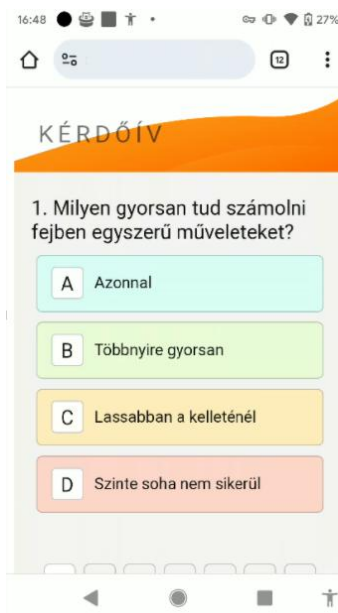 16:48
27%
12
KÉRDŐÍV
1. Milyen gyorsan tud számolni
fejben egyszerű műveleteket?
A Azonnal
B Többnyire gyorsan
C Lassabban a kelleténél
D Szinte soha nem sikerül